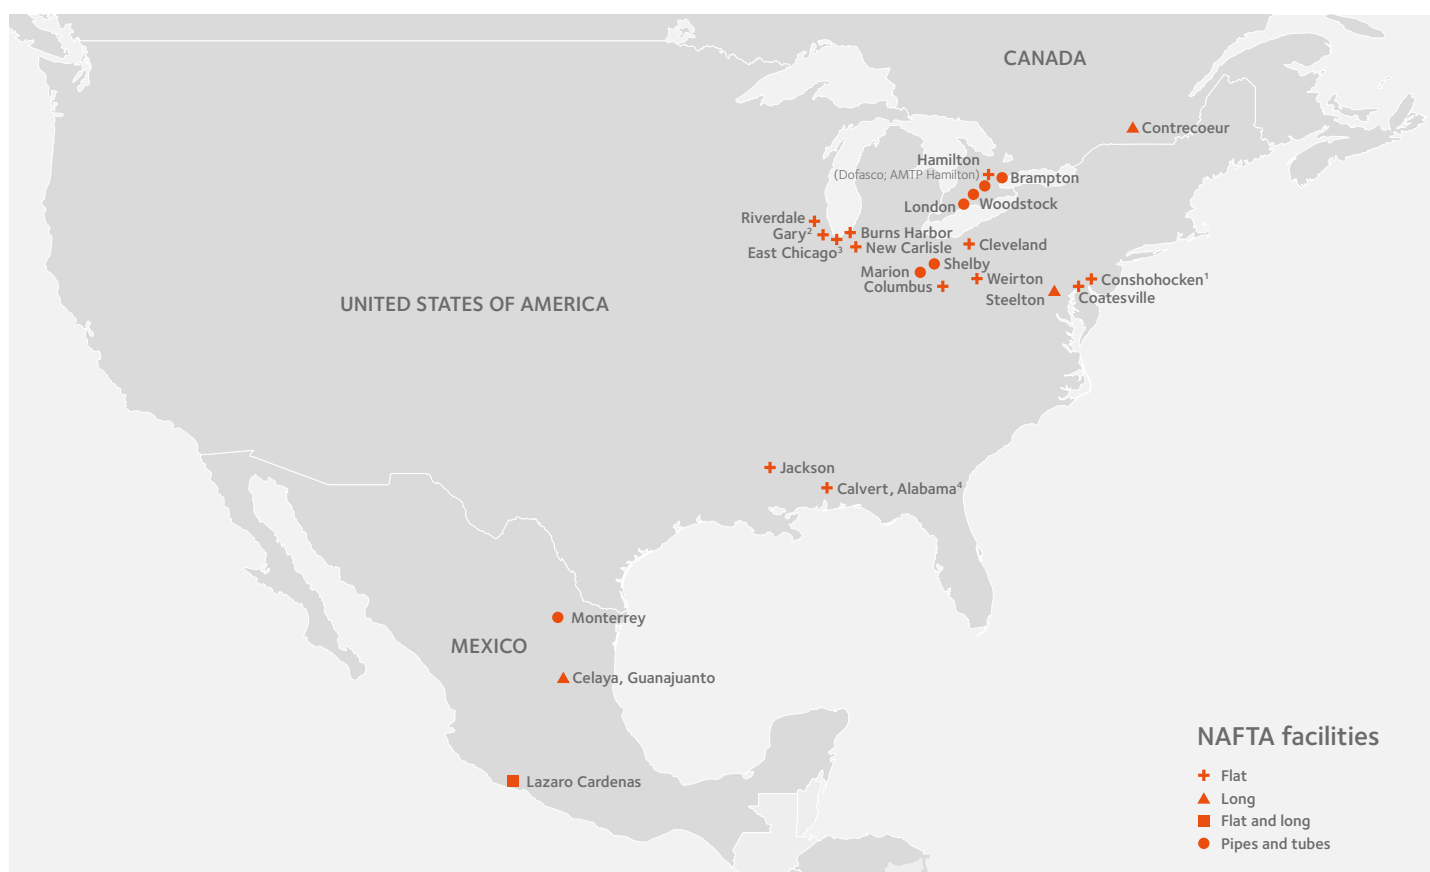 CANADA
Contrecoeur
Hamilton
(Dofasco; AMTP Hamilton)
Brampton
London
Woodstock
Riverdale
Gary²
Burns Harbor
East Chicago³
New Carlisle
Cleveland
Shelby
Marion
Columbus
Weirton
Conshohocken¹
Steelton
Coatesville
UNITED STATES OF AMERICA
Jackson
Calvert, Alabama⁴
Monterrey
MEXICO
Celaya, Guanajuanto
Lazaro Cardenas
NAFTA facilities
Flat
Long
Flat and long
Pipes and tubes